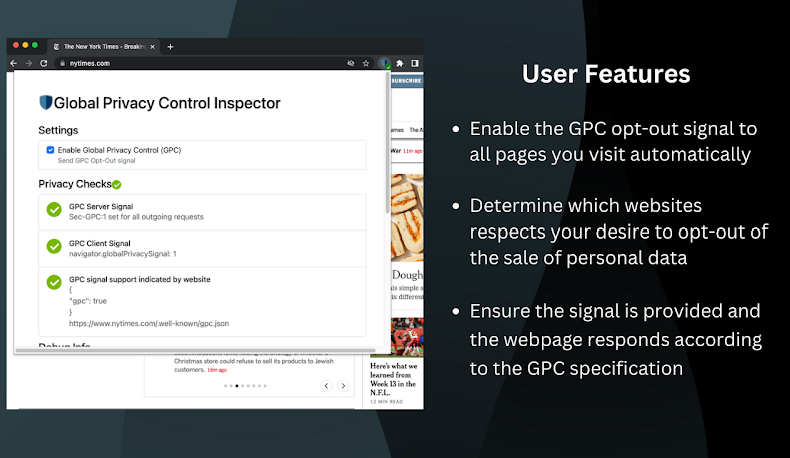 The New York Times - Breaking
nytimes.com
SUBSCRIBE
Global Privacy Control Inspector
Settings
Enable Global Privacy Control (GPC)
Send GPC Opt-Out signal
Privacy Checks
GPC Server Signal
Sec-GPC:1 set for all outgoing requests
GPC Client Signal
navigator.globalPrivacySignal: 1
GPC signal support indicated by website
{
"gpc": true
}
https://www.nytimes.com/.well-known/gpc.json
Debug Info
ames The A
War 11m ago
Dough
his simple s
ix different
Christmas store could refuse to sell its products to Jewish
customers. 16m ago
Here's what we
learned from
Week 13 in the
N.F.L.
12 MIN READ
User Features
• Enable the GPC opt-out signal to
all pages you visit automatically
• Determine which websites
respects your desire to opt-out of
the sale of personal data
• Ensure the signal is provided and
the webpage responds according
to the GPC specification